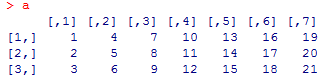 > a
     [,1] [,2] [,3] [,4] [,5] [,6] [,7]
[1,]    1    4    7   10   13   16   19
[2,]    2    5    8   11   14   17   20
[3,]    3    6    9   12   15   18   21